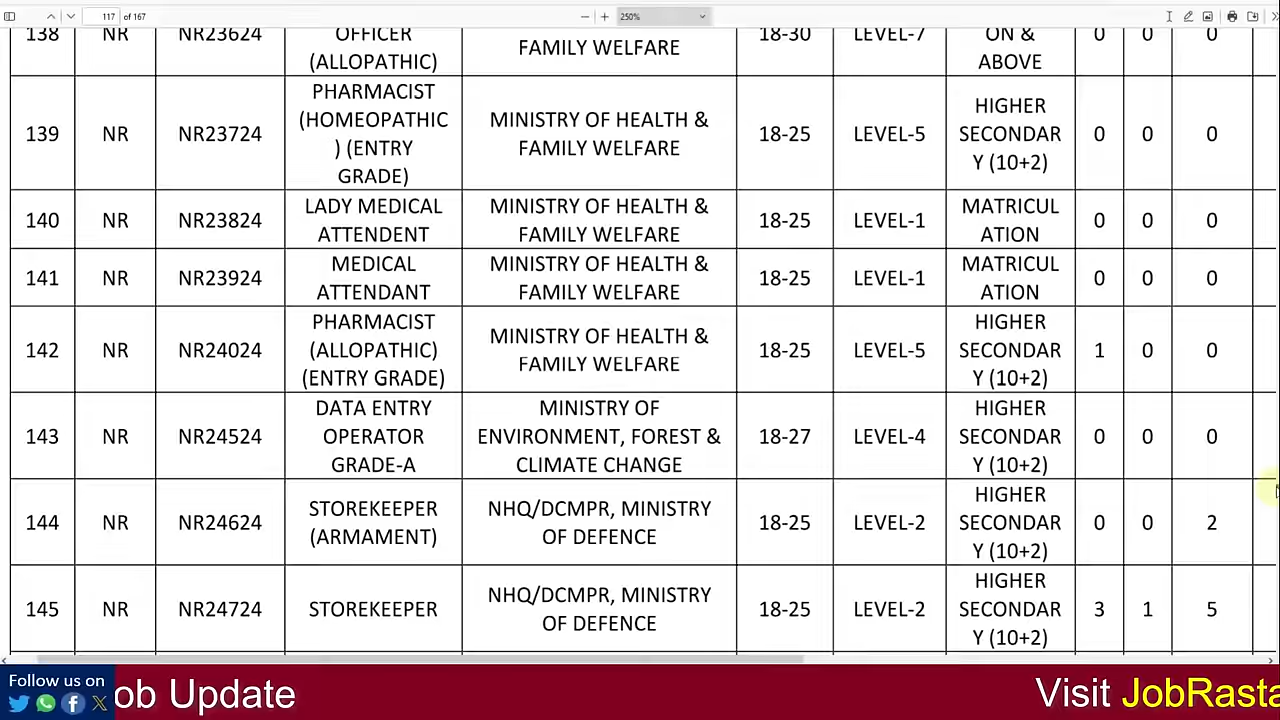 117 of 167
250%
138 NR NR23624 OFFICER (ALLOPATHIC) FAMILY WELFARE 18-30 LEVEL-7 ON & ABOVE 0 0 0
139 NR NR23724 PHARMACIST (HOMEOPATHIC ) (ENTRY GRADE) MINISTRY OF HEALTH & FAMILY WELFARE 18-25 LEVEL-5 HIGHER SECONDAR Y (10+2) 0 0 0
140 NR NR23824 LADY MEDICAL ATTENDENT MINISTRY OF HEALTH & FAMILY WELFARE 18-25 LEVEL-1 MATRICUL ATION 0 0 0
141 NR NR23924 MEDICAL ATTENDANT MINISTRY OF HEALTH & FAMILY WELFARE 18-25 LEVEL-1 MATRICUL ATION 0 0 0
142 NR NR24024 PHARMACIST (ALLOPATHIC) (ENTRY GRADE) MINISTRY OF HEALTH & FAMILY WELFARE 18-25 LEVEL-5 HIGHER SECONDAR Y (10+2) 1 0 0
143 NR NR24524 DATA ENTRY OPERATOR GRADE-A MINISTRY OF ENVIRONMENT, FOREST & CLIMATE CHANGE 18-27 LEVEL-4 HIGHER SECONDAR Y (10+2) 0 0 0
144 NR NR24624 STOREKEEPER (ARMAMENT) NHQ/DCMPR, MINISTRY OF DEFENCE 18-25 LEVEL-2 HIGHER SECONDAR Y (10+2) 0 0 2
145 NR NR24724 STOREKEEPER NHQ/DCMPR, MINISTRY OF DEFENCE 18-25 LEVEL-2 HIGHER SECONDAR Y (10+2) 3 1 5
Follow us on
ob Update Visit JobRasta